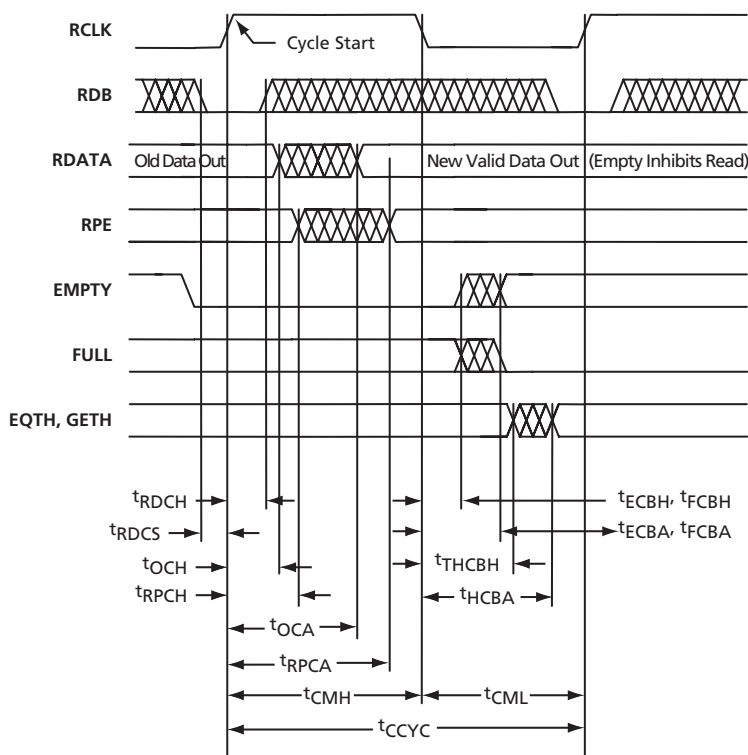 RCLK
Cycle Start
RDB
RDATA
Old Data Out
New Valid Data Out
(Empty Inhibits Read)
RPE
EMPTY
FULL
EQTH, GETH
tRDCH
tECBH, tFCBH
tRDCS
tECBA, tFCBA
tOCH
tTHCBH
tRPCH
tHCBA
tOCA
tRPCA
tCMH
tCML
tCCYC